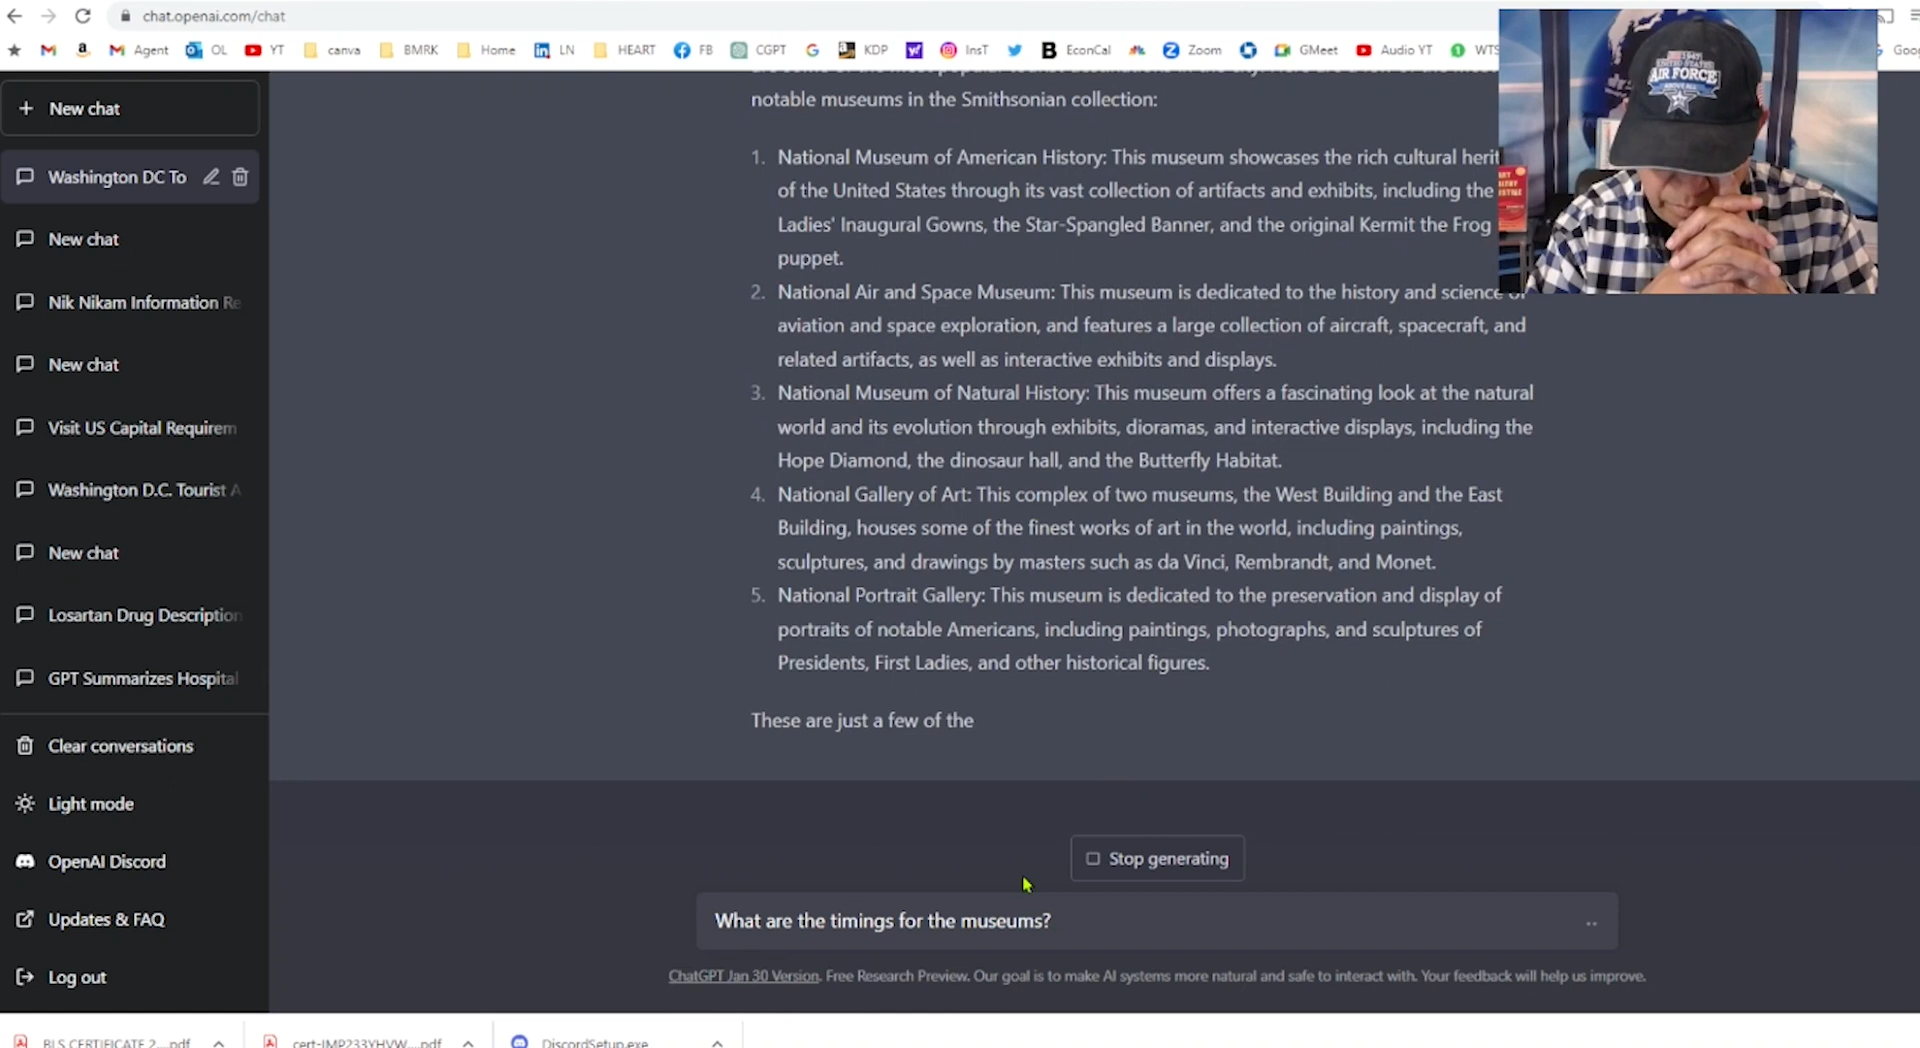 chat.openai.com/chat
Agent OL YT canva BMRK Home LN HEART FB CGPT KDP InsT EconCal Zoom GMeet Audio YT WTS
AIR FORCE
New chat
Washington DC To
New chat
Nik Nikam Information Re
New chat
Visit US Capital Requirem
Washington D.C. Tourist A
New chat
Losartan Drug Description
GPT Summarizes Hospital
Clear conversations
Light mode
OpenAI Discord
Updates & FAQ
Log out
notable museums in the Smithsonian collection:
1. National Museum of American History: This museum showcases the rich cultural herit
of the United States through its vast collection of artifacts and exhibits, including the
Ladies' Inaugural Gowns, the Star-Spangled Banner, and the original Kermit the Frog
puppet.
2. National Air and Space Museum: This museum is dedicated to the history and science of
aviation and space exploration, and features a large collection of aircraft, spacecraft, and
related artifacts, as well as interactive exhibits and displays.
3. National Museum of Natural History: This museum offers a fascinating look at the natural
world and its evolution through exhibits, dioramas, and interactive displays, including the
Hope Diamond, the dinosaur hall, and the Butterfly Habitat.
4. National Gallery of Art: This complex of two museums, the West Building and the East
Building, houses some of the finest works of art in the world, including paintings,
sculptures, and drawings by masters such as da Vinci, Rembrandt, and Monet.
5. National Portrait Gallery: This museum is dedicated to the preservation and display of
portraits of notable Americans, including paintings, photographs, and sculptures of
Presidents, First Ladies, and other historical figures.
These are just a few of the
Stop generating
What are the timings for the museums?
ChatGPT Jan 30 Version. Free Research Preview. Our goal is to make AI systems more natural and safe to interact with. Your feedback will help us improve.
BLS CERTIFICATE 2....pdf cert-IMP233YHVW....pdf DiscordSetup.exe